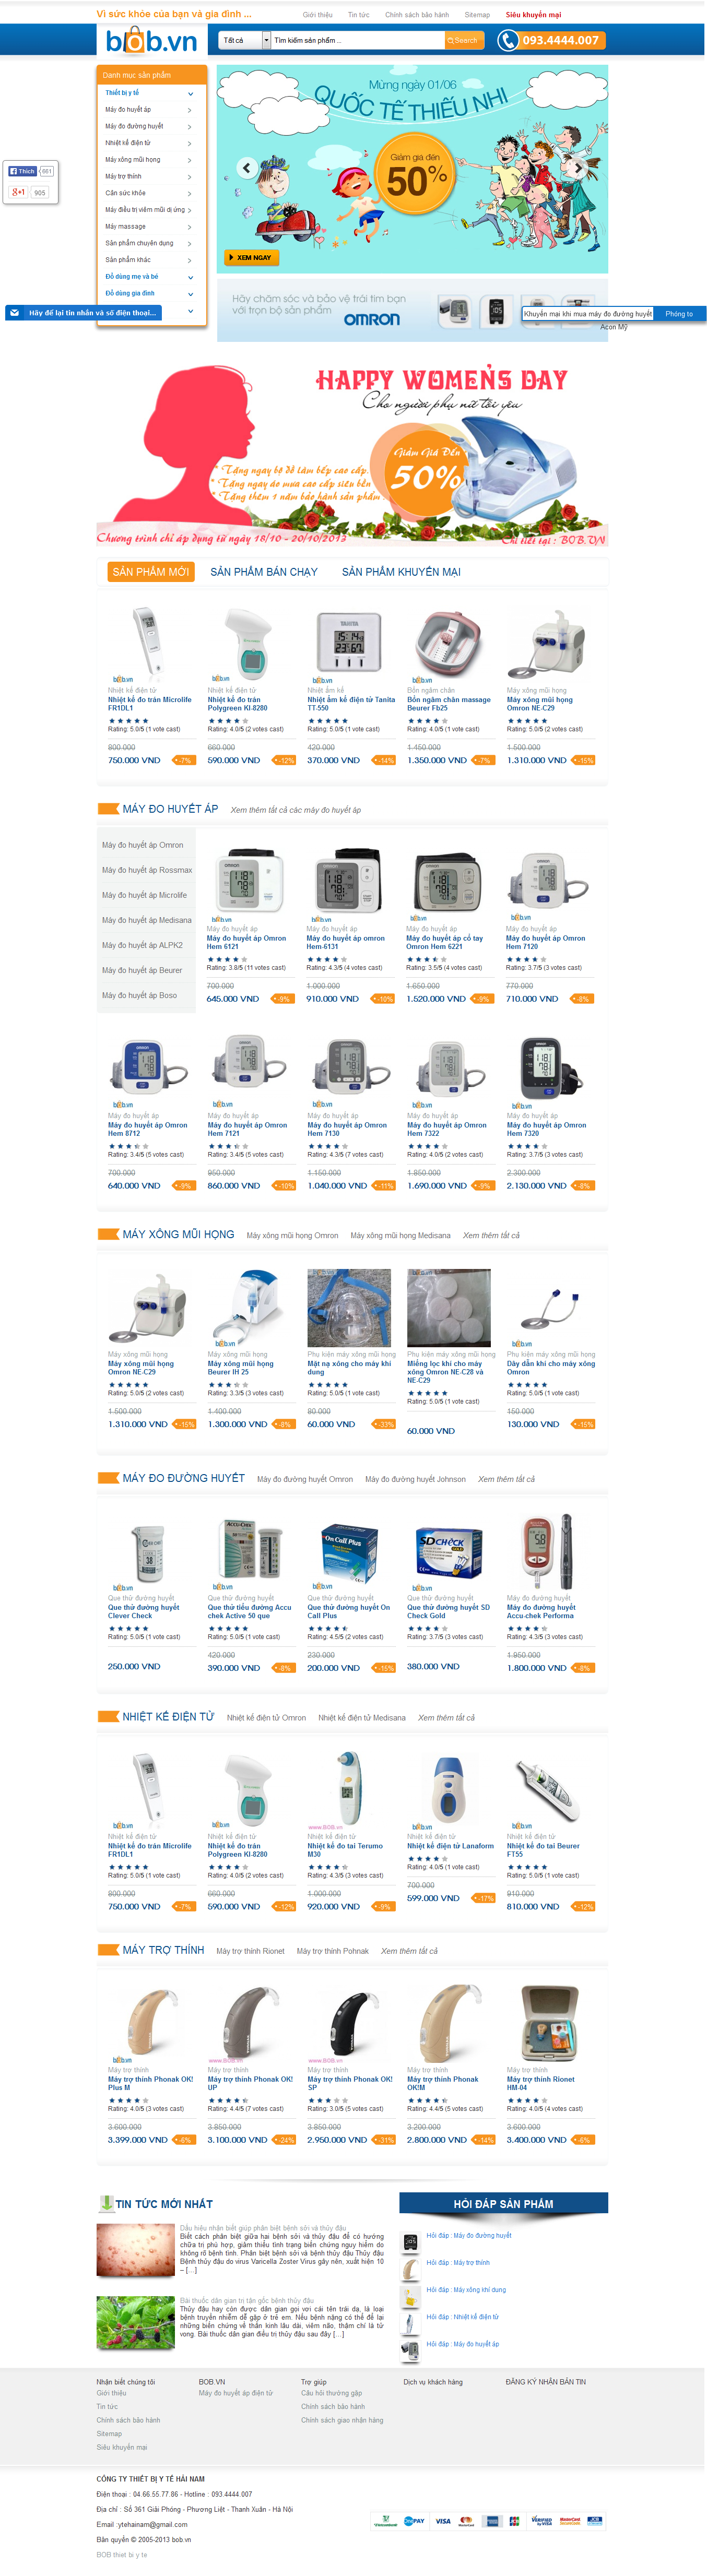 Vì sức khỏe của bạn và gia đình ...
Giới thiệu
Tin tức
Chính sách bảo hành
Sitemap
Siêu khuyến mại
bob.vn
Tất cả
Tìm kiếm sản phẩm ...
Search
093.4444.007
Danh mục sản phẩm
Thiết bị y tế
Máy đo huyết áp
Máy đo đường huyết
Nhiệt kế điện tử
Máy xông mũi họng
Máy trợ thính
Cân sức khỏe
Máy điều trị viêm mũi dị ứng
Máy massage
Sản phẩm chuyên dụng
Sản phẩm khác
Đồ dùng mẹ và bé
Đồ dùng gia đình
Thích 661
+1 905
Hãy để lại tin nhắn và số điện thoại...
Mừng ngày 01/06
QUỐC TẾ THIẾU NHI
Giảm giá đến
50%
XEM NGAY
Hãy chăm sóc và bảo vệ trái tim bạn
với trọn bộ sản phẩm OMRON
Khuyến mại khi mua máy đo đường huyết
Phóng to
Acon Mỹ
HAPPY WOMENS DAY
Cho người phụ nữ tôi yêu
Giảm Giá Đến
50%
* Tặng ngay bộ đồ làm bếp cao cấp.
* Tặng thêm 1 năm bảo hành sản phẩm
Chương trình chỉ áp dụng từ ngày 18/10 - 20/10/2013
Chi tiết tại : BOB.VN
SẢN PHẨM MỚI
SẢN PHẨM BÁN CHẠY
SẢN PHẨM KHUYẾN MẠI
Nhiệt kế điện tử
Nhiệt kế đo trán Microlife FR1DL1
Rating: 5.0/5 (1 vote cast)
800.000
750.000 VND -7%
Nhiệt kế điện tử
Nhiệt kế đo trán Polygreen KI-8280
Rating: 4.0/5 (2 votes cast)
660.000
590.000 VND -12%
Nhiệt ẩm kế
Nhiệt ẩm kế điện tử Tanita TT-550
Rating: 5.0/5 (1 vote cast)
420.000
370.000 VND -14%
Bồn ngâm chân
Bồn ngâm chân massage Beurer Fb25
Rating: 4.0/5 (1 vote cast)
1.450.000
1.350.000 VND -7%
Máy xông mũi họng
Máy xông mũi họng Omron NE-C29
Rating: 5.0/5 (2 votes cast)
1.500.000
1.310.000 VND -15%
MÁY ĐO HUYẾT ÁP
Xem thêm tất cả các máy đo huyết áp
Máy đo huyết áp Omron
Máy đo huyết áp Rossmax
Máy đo huyết áp Microlife
Máy đo huyết áp Medisana
Máy đo huyết áp ALPK2
Máy đo huyết áp Beurer
Máy đo huyết áp Boso
Máy đo huyết áp
Máy đo huyết áp Omron Hem 6121
Rating: 3.8/5 (11 votes cast)
700.000
645.000 VND -9%
Máy đo huyết áp
Máy đo huyết áp omron Hem-6131
Rating: 4.3/5 (4 votes cast)
1.000.000
910.000 VND -10%
Máy đo huyết áp
Máy đo huyết áp cổ tay Omron Hem 6221
Rating: 3.5/5 (4 votes cast)
1.650.000
1.520.000 VND -9%
Máy đo huyết áp
Máy đo huyết áp Omron Hem 7120
Rating: 3.7/5 (3 votes cast)
770.000
710.000 VND -8%
Máy đo huyết áp
Máy đo huyết áp Omron Hem 8712
Rating: 3.4/5 (5 votes cast)
700.000
640.000 VND -9%
Máy đo huyết áp
Máy đo huyết áp Omron Hem 7121
Rating: 3.4/5 (5 votes cast)
950.000
860.000 VND -10%
Máy đo huyết áp
Máy đo huyết áp Omron Hem 7130
Rating: 4.3/5 (7 votes cast)
1.150.000
1.040.000 VND -11%
Máy đo huyết áp
Máy đo huyết áp Omron Hem 7322
Rating: 4.0/5 (2 votes cast)
1.850.000
1.690.000 VND -9%
Máy đo huyết áp
Máy đo huyết áp Omron Hem 7320
Rating: 3.7/5 (3 votes cast)
2.300.000
2.130.000 VND -8%
MÁY XÔNG MŨI HỌNG
Máy xông mũi họng Omron
Máy xông mũi họng Medisana
Xem thêm tất cả
Máy xông mũi họng
Máy xông mũi họng Omron NE-C29
Rating: 5.0/5 (2 votes cast)
1.500.000
1.310.000 VND -15%
Máy xông mũi họng
Máy xông mũi họng Beurer IH 25
Rating: 3.3/5 (3 votes cast)
1.400.000
1.300.000 VND -8%
Phụ kiện máy xông mũi họng
Mặt nạ xông cho máy khí dung
Rating: 5.0/5 (1 vote cast)
80.000
60.000 VND -33%
Phụ kiện máy xông mũi họng
Miếng lọc khí cho máy xông Omron NE-C28 và NE-C29
Rating: 5.0/5 (1 vote cast)
60.000 VND
Phụ kiện máy xông mũi họng
Dây dẫn khí cho máy xông Omron
Rating: 5.0/5 (1 vote cast)
150.000
130.000 VND -15%
MÁY ĐO ĐƯỜNG HUYẾT
Máy đo đường huyết Omron
Máy đo đường huyết Johnson
Xem thêm tất cả
Que thử đường huyết
Que thử đường huyết Clever Check
Rating: 5.0/5 (1 vote cast)
250.000 VND
Que thử đường huyết
Que thử tiểu đường Accu chek Active 50 que
Rating: 5.0/5 (1 vote cast)
420.000
390.000 VND -8%
Que thử đường huyết
Que thử đường huyết On Call Plus
Rating: 4.5/5 (2 votes cast)
230.000
200.000 VND -15%
Que thử đường huyết
Que thử đường huyết SD Check Gold
Rating: 3.7/5 (3 votes cast)
380.000 VND
Máy đo đường huyết
Máy đo đường huyết Accu-chek Performa
Rating: 4.3/5 (3 votes cast)
1.950.000
1.800.000 VND -8%
NHIỆT KẾ ĐIỆN TỬ
Nhiệt kế điện tử Omron
Nhiệt kế điện tử Medisana
Xem thêm tất cả
Nhiệt kế điện tử
Nhiệt kế đo trán Microlife FR1DL1
Rating: 5.0/5 (1 vote cast)
800.000
750.000 VND -7%
Nhiệt kế điện tử
Nhiệt kế đo trán Polygreen KI-8280
Rating: 4.0/5 (2 votes cast)
660.000
590.000 VND -12%
Nhiệt kế điện tử
Nhiệt kế đo tai Terumo M30
Rating: 4.3/5 (3 votes cast)
1.000.000
920.000 VND -9%
Nhiệt kế điện tử
Nhiệt kế điện tử Lanaform
Rating: 4.0/5 (1 vote cast)
700.000
599.000 VND -17%
Nhiệt kế điện tử
Nhiệt kế đo tai Beurer FT55
Rating: 5.0/5 (1 vote cast)
910.000
810.000 VND -12%
MÁY TRỢ THÍNH
Máy trợ thính Rionet
Máy trợ thính Pohnak
Xem thêm tất cả
Máy trợ thính
Máy trợ thính Phonak OK! Plus M
Rating: 4.0/5 (3 votes cast)
3.600.000
3.399.000 VND -6%
Máy trợ thính
Máy trợ thính Phonak OK! UP
Rating: 4.4/5 (7 votes cast)
3.850.000
3.100.000 VND -24%
Máy trợ thính
Máy trợ thính Phonak OK! SP
Rating: 3.0/5 (5 votes cast)
3.850.000
2.950.000 VND -31%
Máy trợ thính
Máy trợ thính Phonak OK!M
Rating: 4.4/5 (5 votes cast)
3.200.000
2.800.000 VND -14%
Máy trợ thính
Máy trợ thính Rionet HM-04
Rating: 4.0/5 (4 votes cast)
3.600.000
3.400.000 VND -6%
TIN TỨC MỚI NHẤT
Dấu hiệu nhận biết giúp phân biệt bệnh sởi và thủy đậu
Biết cách phân biệt giữa hai bệnh sởi và thủy đậu để có hướng chữa trị phù hợp, giảm thiểu tình trạng biến chứng nguy hiểm do không rõ bệnh tình. Phân biệt bệnh sởi và bệnh thủy đậu Thủy đậu Bệnh thủy đậu do virus Varicella Zoster Virus gây nên, xuất hiện 10 – [...]
Bài thuốc dân gian trị tận gốc bệnh thủy đậu
Thủy đậu hay còn được dân gian gọi với cái tên trái dạ, là loại bệnh truyền nhiễm dễ gặp ở trẻ em. Nếu bệnh nặng có thể để lại những biến chứng về thần kinh lâu dài, viêm não, thậm chí là tử vong. Bài thuốc dân gian điều trị thủy đậu sau đây [...]
HỎI ĐÁP SẢN PHẨM
Hỏi đáp : Máy đo đường huyết
Hỏi đáp : Máy trợ thính
Hỏi đáp : Máy xông khí dung
Hỏi đáp : Nhiệt kế điện tử
Hỏi đáp : Máy đo huyết áp
Nhận biết chúng tôi
Giới thiệu
Tin tức
Chính sách bảo hành
Sitemap
Siêu khuyến mại
BOB.VN
Máy đo huyết áp điện tử
Trợ giúp
Câu hỏi thường gặp
Chính sách bảo hành
Chính sách giao nhận hàng
Dịch vụ khách hàng
ĐĂNG KÝ NHẬN BẢN TIN
CÔNG TY THIẾT BỊ Y TẾ HẢI NAM
Điện thoại : 04.66.55.77.86 - Hotline : 093.4444.007
Địa chỉ : Số 361 Giải Phóng - Phương Liệt - Thanh Xuân - Hà Nội
Email :ytehainam@gmail.com
Bản quyền © 2005-2013 bob.vn
BOB thiet bi y te